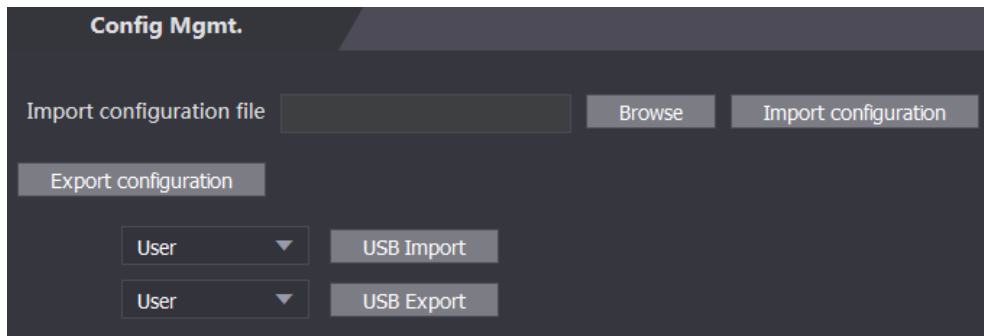 Config Mgmt.
Import configuration file Browse Import configuration
Export configuration
User USB Import
User USB Export